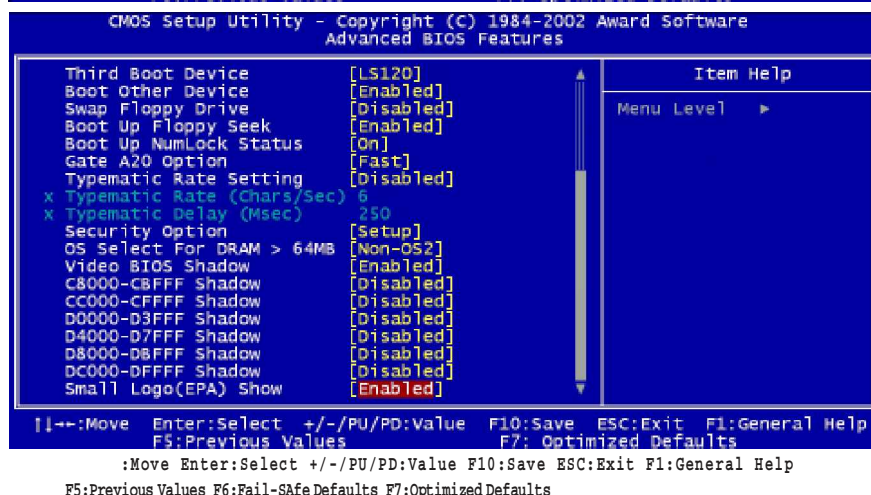 CMOS Setup Utility - Copyright (C) 1984-2002 Award Software
Advanced BIOS Features
Third Boot Device [LS120]
Boot Other Device [Enabled]
Swap Floppy Drive [Disabled]
Boot Up Floppy Seek [Enabled]
Boot Up NumLock Status [On]
Gate A20 Option [Fast]
Typematic Rate Setting [Disabled]
x Typematic Rate (Chars/Sec) 6
x Typematic Delay (Msec) 250
Security Option [Setup]
OS Select For DRAM > 64MB [Non-OS2]
Video BIOS Shadow [Enabled]
C8000-CBFFF Shadow [Disabled]
CC000-CFFFF Shadow [Disabled]
D0000-D3FFF Shadow [Disabled]
D4000-D7FFF Shadow [Disabled]
D8000-DBFFF Shadow [Disabled]
DC000-DFFFF Shadow [Disabled]
Small Logo(EPA) Show [Enabled]
Item Help
Menu Level ►
↑↓→←:Move Enter:Select +/-/PU/PD:Value F10:Save ESC:Exit F1:General Help
F5:Previous Values F7: Optimized Defaults
:Move Enter:Select +/-/PU/PD:Value F10:Save ESC:Exit F1:General Help
F5:Previous Values F6:Fail-SAfe Defaults F7:Optimized Defaults